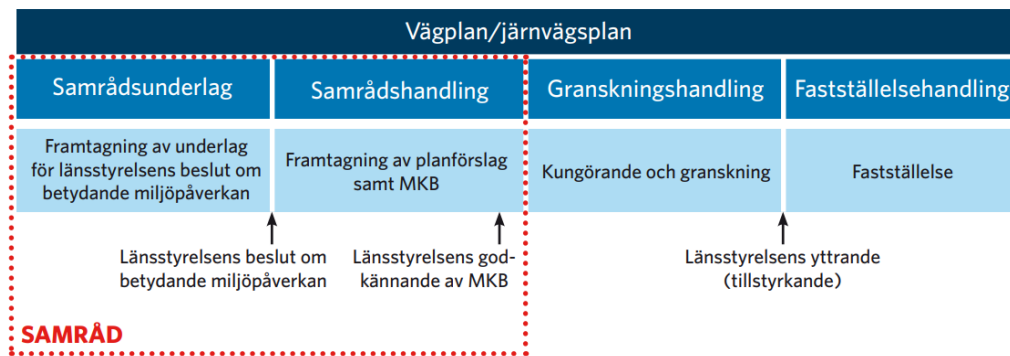 Vägplan/järnvägsplan
Samrådsunderlag
Samrådshandling
Granskningshandling
Fastställelsehandling
Framtagning av underlag
för länsstyrelsens beslut om
betydande miljöpåverkan
Framtagning av planförslag
samt MKB
Kungörande och granskning
Fastställelse
Länsstyrelsens beslut om
betydande miljöpåverkan
Länsstyrelsens god-
kännande av MKB
Länsstyrelsens yttrande
(tillstyrkande)
SAMRÅD